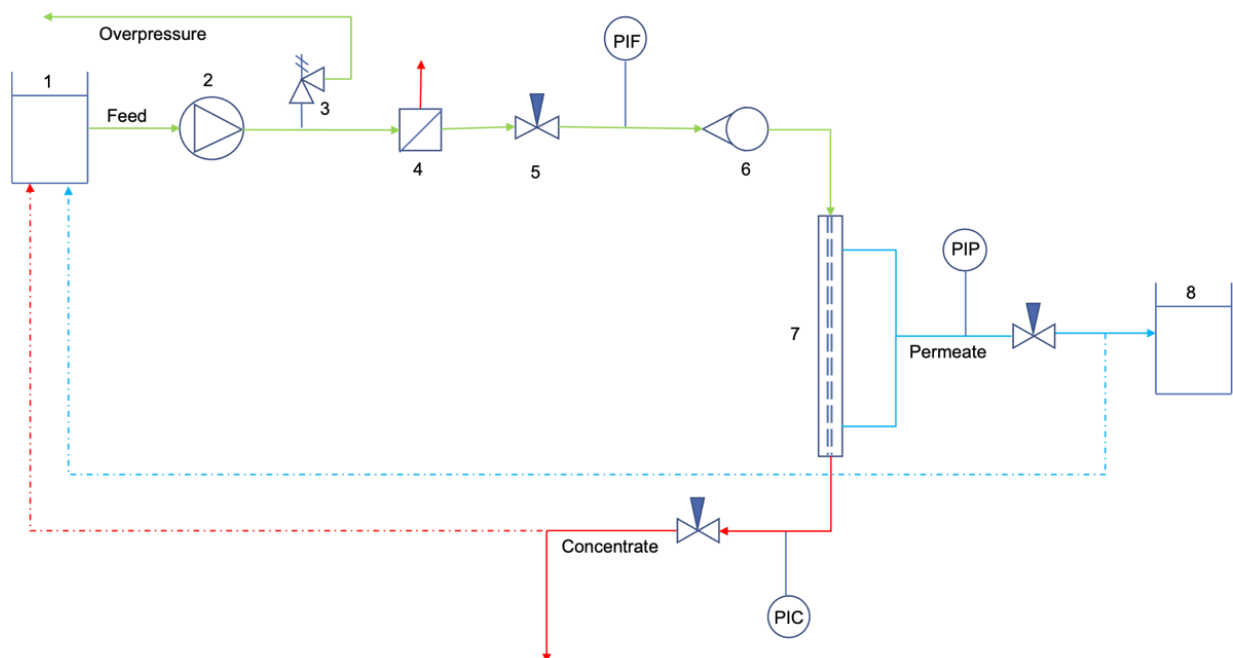 Overpressure
PIF
1
2
3
Feed
4
5
6
PIP
8
7
Permeate
Concentrate
PIC